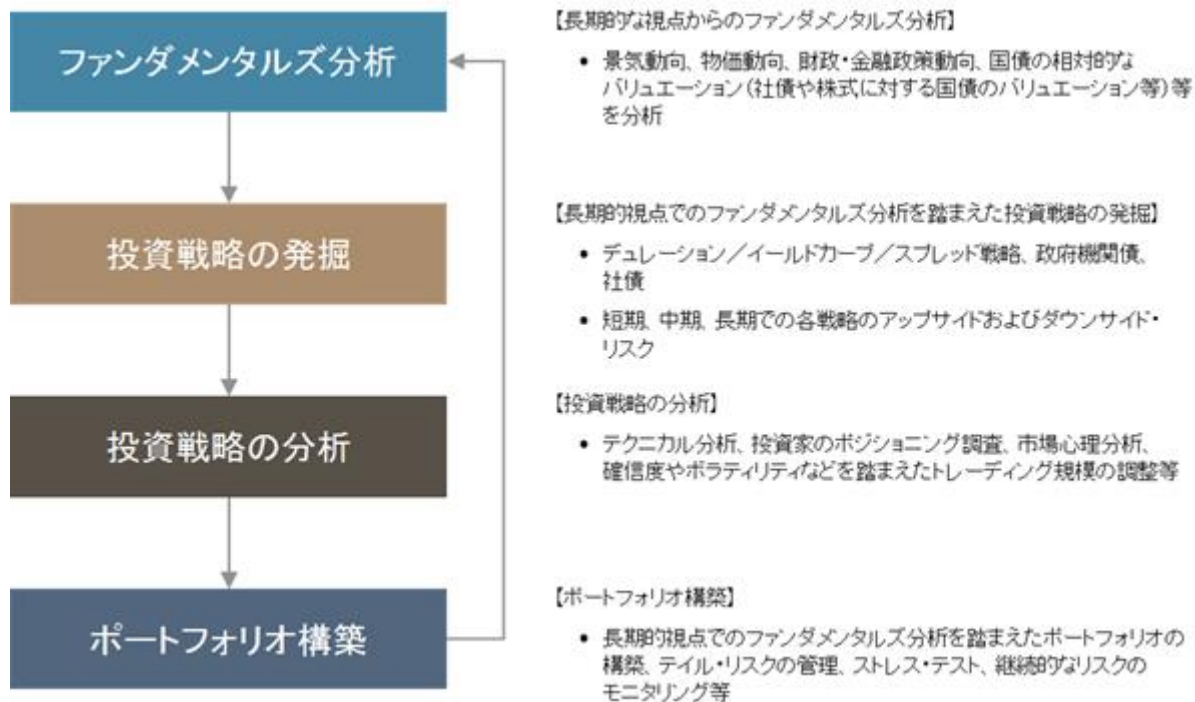 ファンダメンタルズ分析
【長期的な視点からのファンダメンタルズ分析】
• 景気動向、物価動向、財政・金融政策動向、国債の相対的な
バリュエーション（社債や株式に対する国債のバリュエーション等）等
を分析
投資戦略の発掘
【長期的視点でのファンダメンタルズ分析を踏まえた投資戦略の発掘】
• デュレーション／イールドカーブ／スプレッド戦略、政府機関債、
社債
• 短期、中期、長期での各戦略のアップサイドおよびダウンサイド・
リスク
投資戦略の分析
【投資戦略の分析】
• テクニカル分析、投資家のポジショニング調査、市場心理分析、
確信度やボラティリティなどを踏まえたトレーディング規模の調整等
ポートフォリオ構築
【ポートフォリオ構築】
• 長期的視点でのファンダメンタルズ分析を踏まえたポートフォリオの
構築、テイル・リスクの管理、ストレス・テスト、継続的なリスクの
モニタリング等